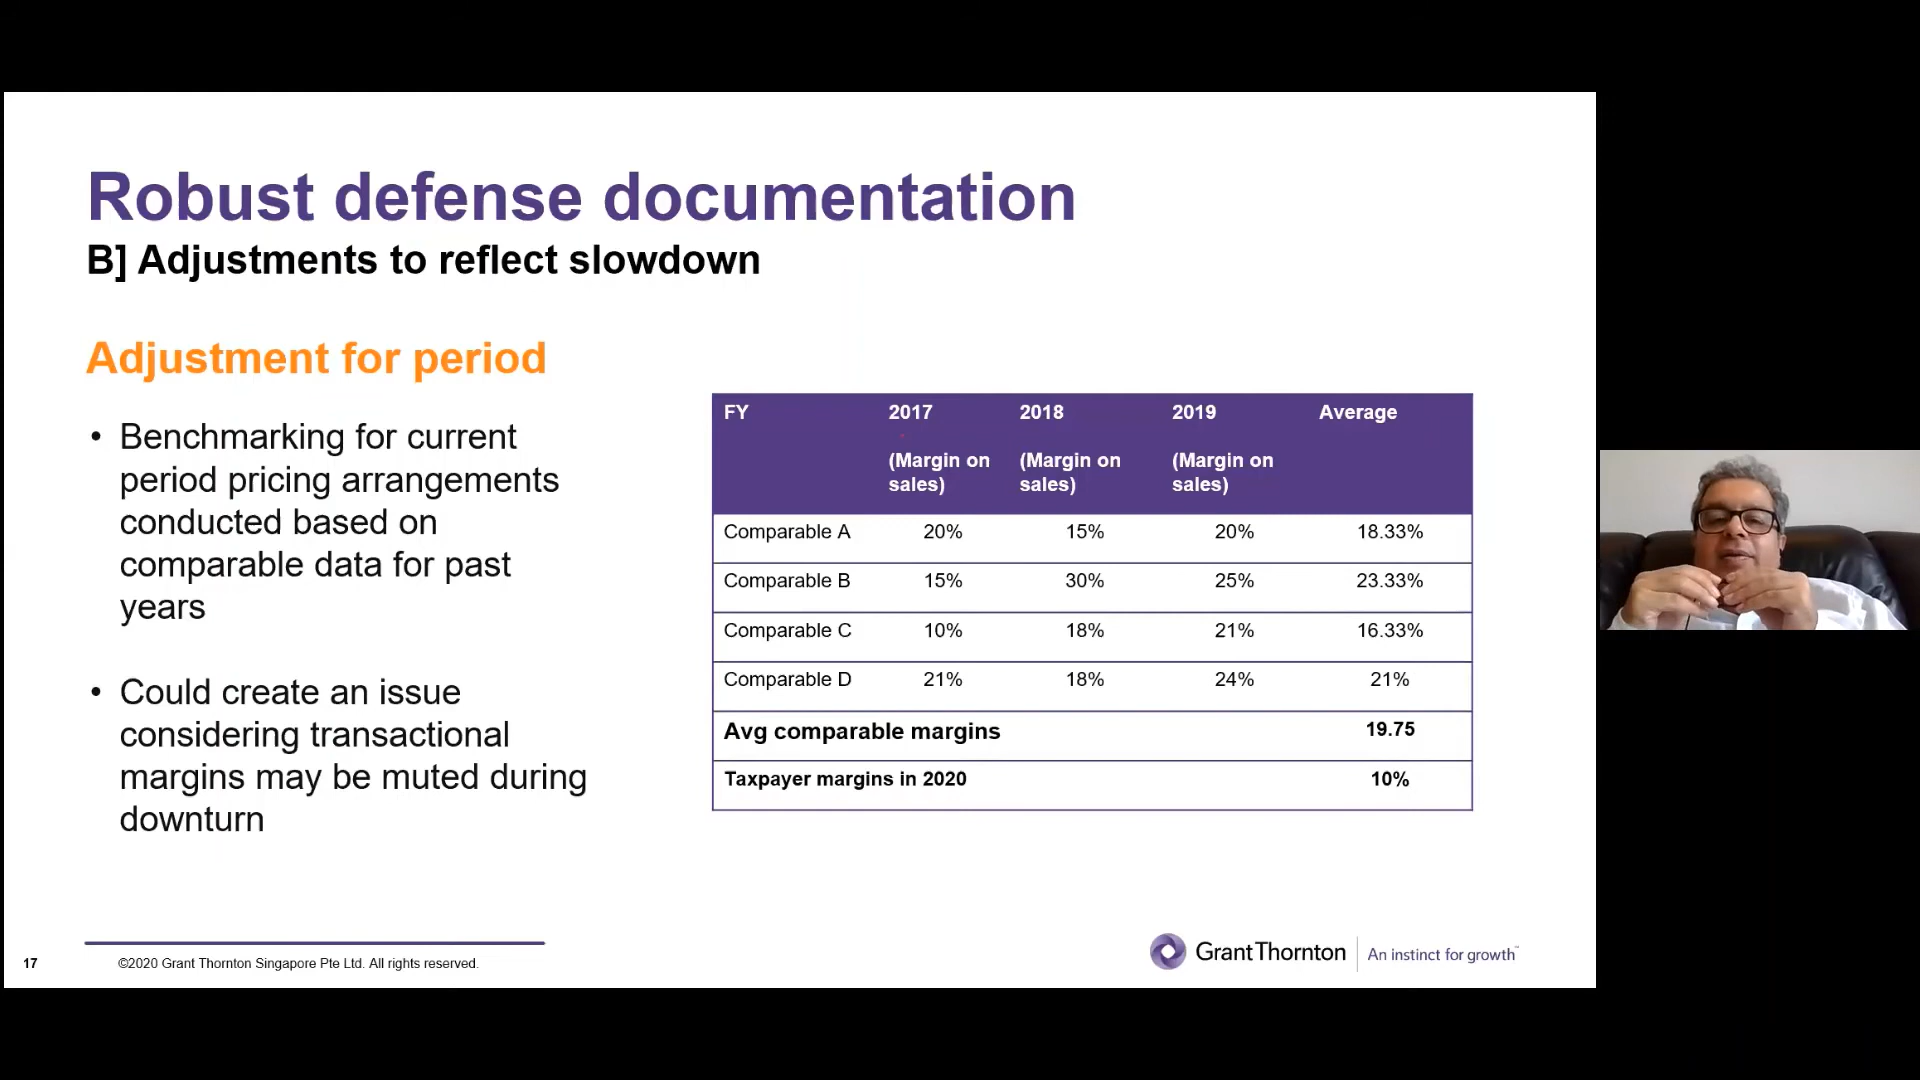 Robust defense documentation
B] Adjustments to reflect slowdown
Adjustment for period
• Benchmarking for current
period pricing arrangements
conducted based on
comparable data for past
years
• Could create an issue
considering transactional
margins may be muted during
downturn
FY 2017 2018 2019 Average
(Margin on (Margin on (Margin on
sales) sales) sales)
Comparable A 20% 15% 20% 18.33%
Comparable B 15% 30% 25% 23.33%
Comparable C 10% 18% 21% 16.33%
Comparable D 21% 18% 24% 21%
Avg comparable margins 19.75
Taxpayer margins in 2020 10%
17 ©2020 Grant Thornton Singapore Pte Ltd. All rights reserved.
GrantThornton An instinct for growth™